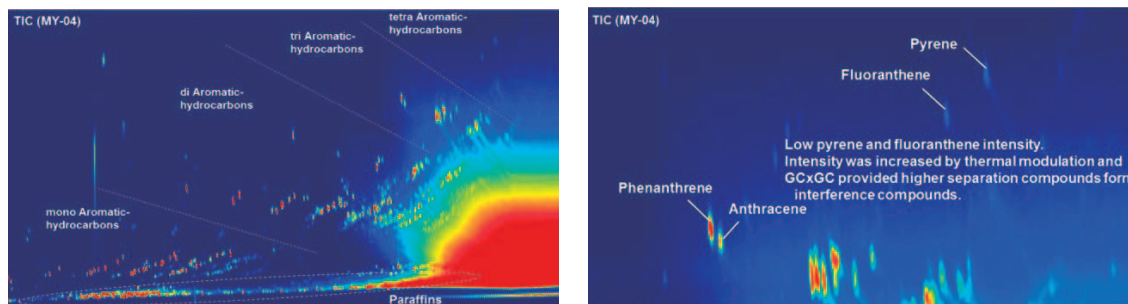 TIC (MY-04)
tetra Aromatic-
hydrocarbons
tri Aromatic-
hydrocarbons
di Aromatic-
hydrocarbons
mono Aromatic-
hydrocarbons
Paraffins
TIC (MY-04)
Pyrene
Fluoranthene
Low pyrene and fluoranthene intensity.
Intensity was increased by thermal modulation and
GCxGC provided higher separation compounds form
interference compounds.
Phenanthrene
Anthracene